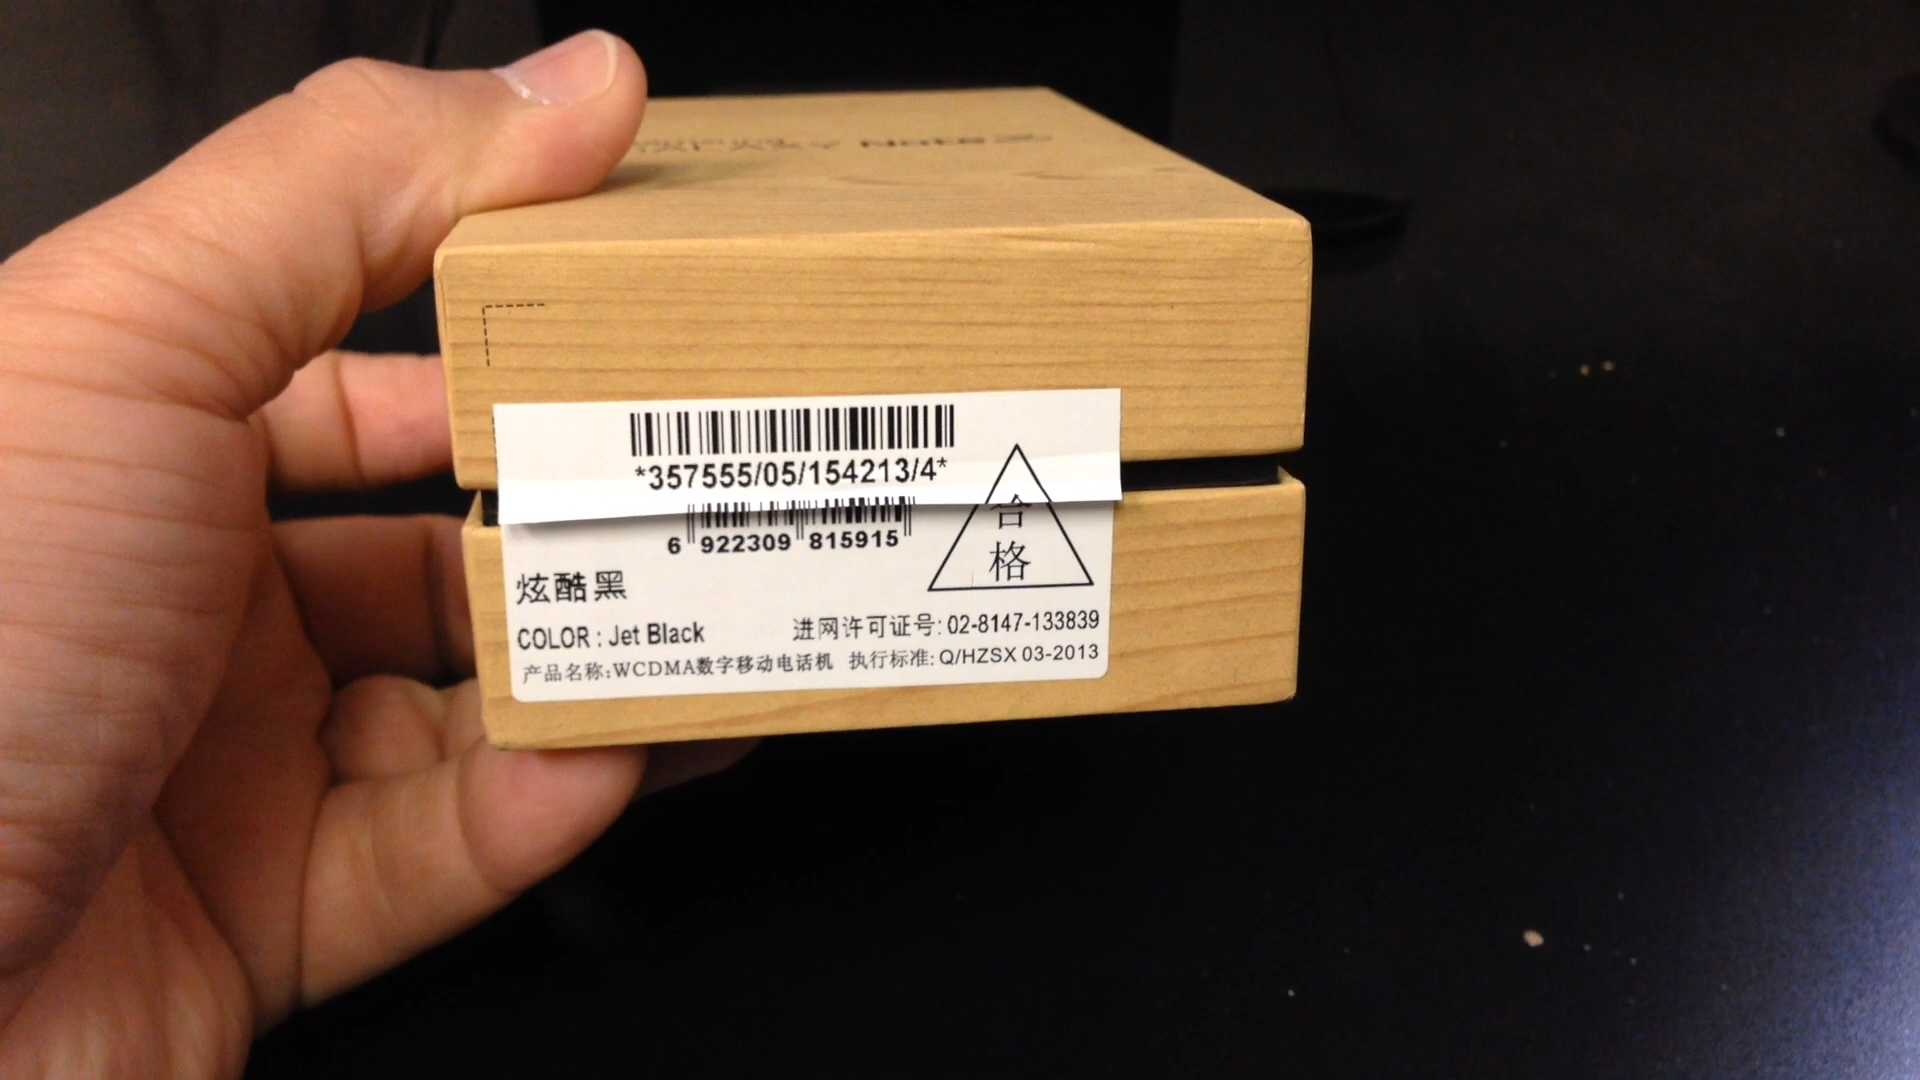 Note 3
*357555/05/154213/4*
合格
6 922309 815915
炫酷黑
COLOR : Jet Black
进网许可证号: 02-8147-133839
产品名称:WCDMA数字移动电话机 执行标准: Q/HZSX 03-2013